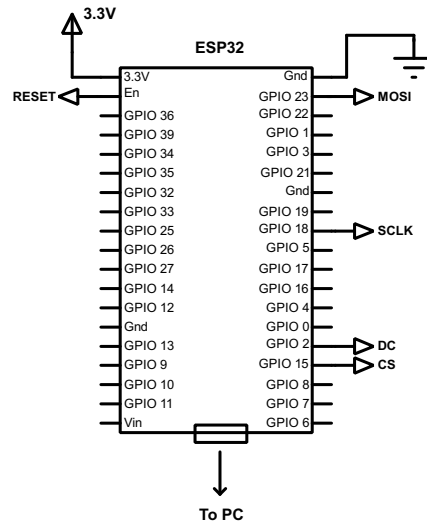 3.3V
ESP32
3.3V Gnd
RESET En GPIO 23 MOSI
GPIO 36 GPIO 22
GPIO 39 GPIO 1
GPIO 34 GPIO 3
GPIO 35 GPIO 21
GPIO 32 Gnd
GPIO 33 GPIO 19
GPIO 25 GPIO 18 SCLK
GPIO 26 GPIO 5
GPIO 27 GPIO 17
GPIO 14 GPIO 16
GPIO 12 GPIO 4
Gnd GPIO 0
GPIO 13 GPIO 2 DC
GPIO 9 GPIO 15 CS
GPIO 10 GPIO 8
GPIO 11 GPIO 7
Vin GPIO 6
To PC